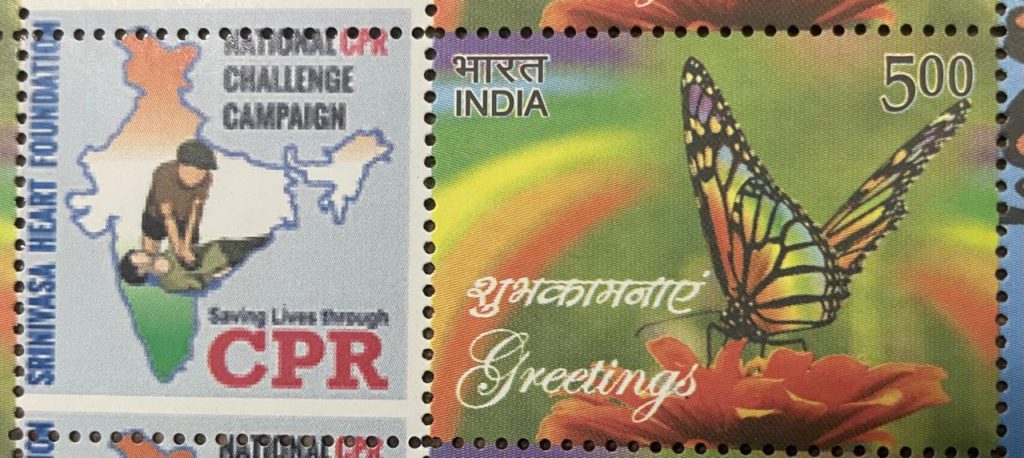 SRINIVASA HEART FOUNDATION
NATIONAL CPR
CHALLENGE
CAMPAIGN
Saving Lives through
CPR
भारत
INDIA
500
शुभकामनाएं
Greetings
ION
NATIONAL CPR